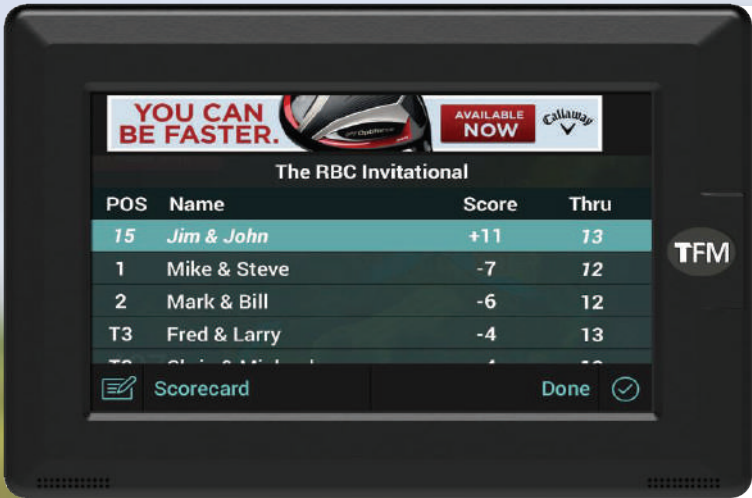 YOU CAN
BE FASTER.
AVAILABLE
NOW
Callaway
The RBC Invitational
POS Name Score Thru
15 Jim & John +11 13
1 Mike & Steve -7 12
2 Mark & Bill -6 12
T3 Fred & Larry -4 13
Scorecard Done
TFM